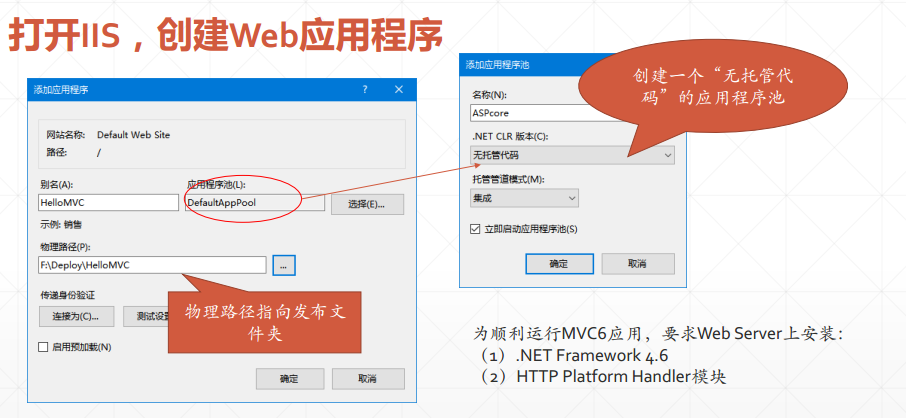 打开IIS，创建Web应用程序
添加应用程序
? ×
网站名称: Default Web Site
路径: /
别名(A):
应用程序池(L):
HelloMVC
DefaultAppPool
选择(E)...
示例: 销售
物理路径(P):
F:\Deploy\HelloMVC
...
传递身份验证
连接为(C)...
测试设置
启用预加载(N)
确定
取消
物理路径指向发布文
件夹
添加应用程序池
名称(N):
ASPcore
.NET CLR 版本(C):
无托管代码
托管管道模式(M):
集成
立即启动应用程序池(S)
确定
取消
创建一个“无托管代
码”的应用程序池
为顺利运行MVC6应用，要求Web Server上安装：
（1）.NET Framework 4.6
（2）HTTP Platform Handler模块